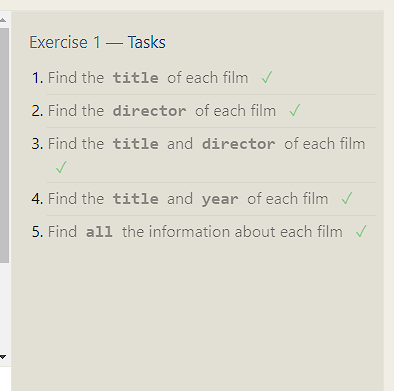 Exercise 1 — Tasks
1. Find the title of each film ✓
2. Find the director of each film ✓
3. Find the title and director of each film
✓
4. Find the title and year of each film ✓
5. Find all the information about each film ✓